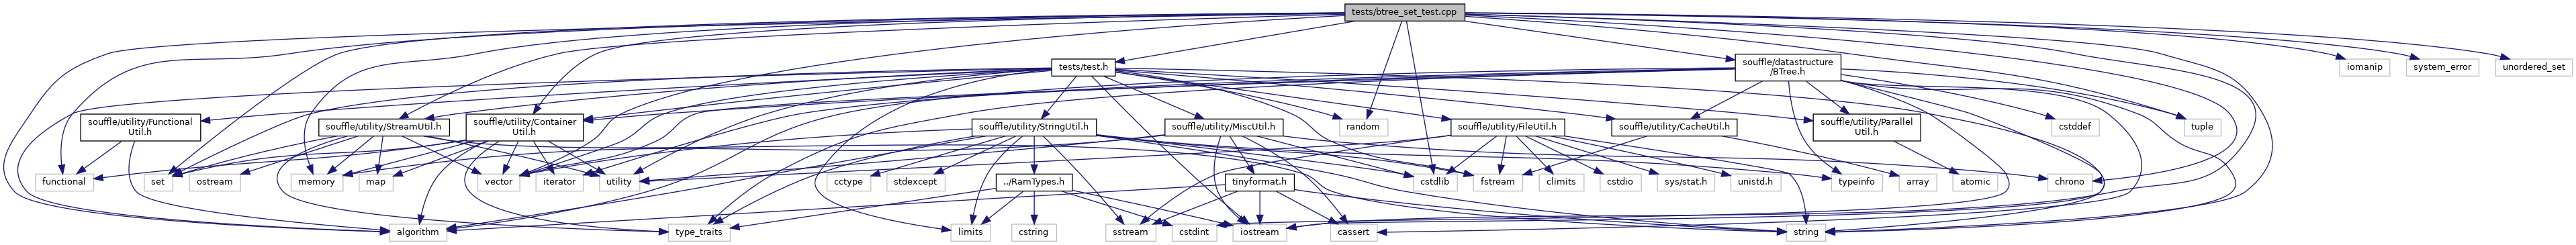 tests/btree_set_test.cpp
tests/test.h
souffle/datastructure
/BTree.h
iomanip
system_error
unordered_set
souffle/utility/Functional
Util.h
souffle/utility/StreamUtil.h
souffle/utility/Container
Util.h
souffle/utility/StringUtil.h
souffle/utility/MiscUtil.h
random
souffle/utility/FileUtil.h
souffle/utility/CacheUtil.h
souffle/utility/Parallel
Util.h
cstddef
tuple
functional
set
ostream
memory
map
vector
iterator
utility
cctype
stdexcept
../RamTypes.h
tinyformat.h
cstdlib
fstream
climits
cstdio
sys/stat.h
unistd.h
typeinfo
array
atomic
chrono
algorithm
type_traits
limits
cstring
sstream
cstdint
iostream
cassert
string